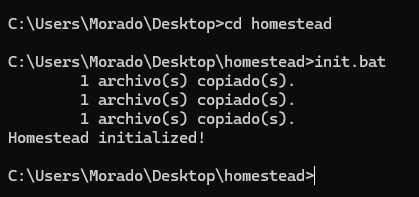 C:\Users\Morado\Desktop>cd homestead
C:\Users\Morado\Desktop\homestead>init.bat
        1 archivo(s) copiado(s).
        1 archivo(s) copiado(s).
        1 archivo(s) copiado(s).
Homestead initialized!
C:\Users\Morado\Desktop\homestead>